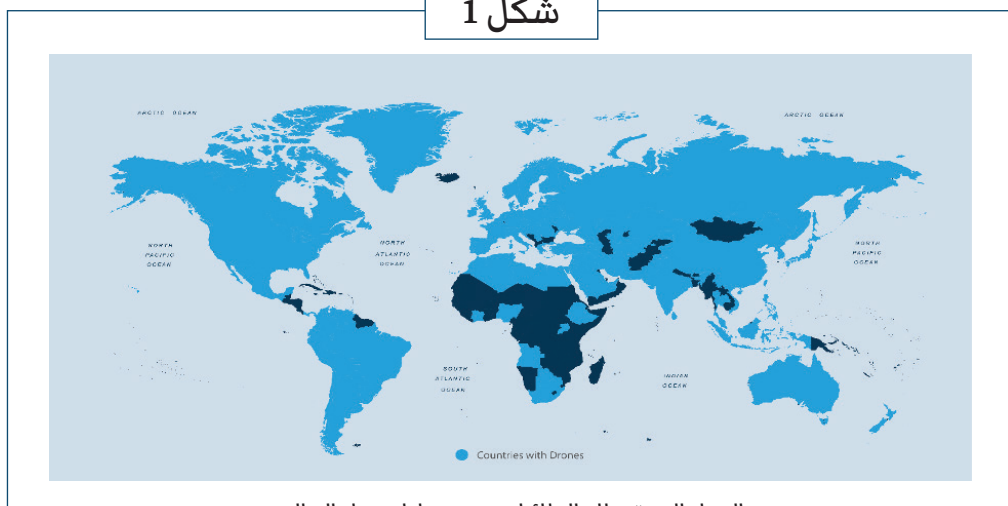 شكل 1
ARCTIC OCEAN
ARCTIC OCEAN
NORTH
PACIFIC
OCEAN
NORTH
ATLANTIC
OCEAN
NORTH
PACIFIC
OCEAN
SOUTH
ATLANTIC
OCEAN
INDIAN
OCEAN
Countries with Drones